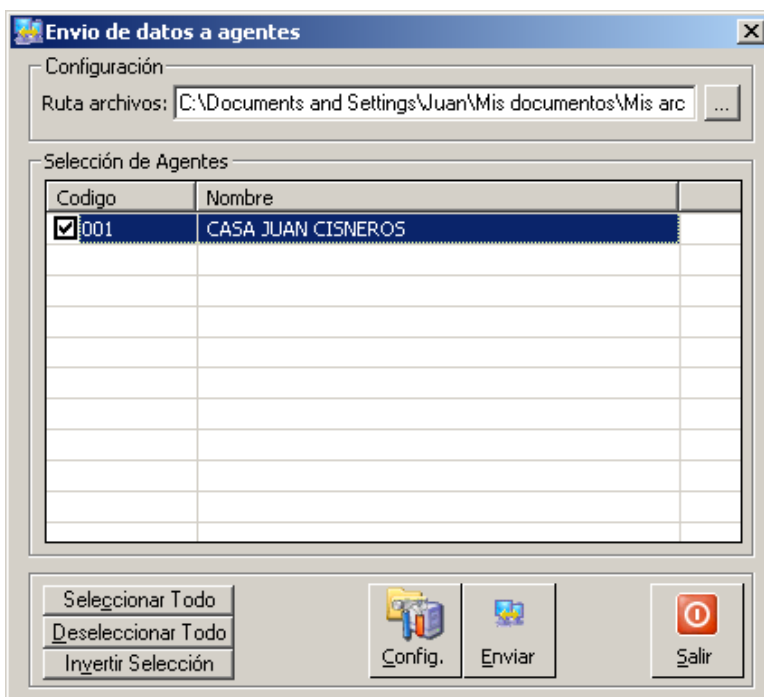 Envio de datos a agentes
Configuración
Ruta archivos: C:\Documents and Settings\Juan\Mis documentos\Mis arc ...
Selección de Agentes
Codigo Nombre
001 CASA JUAN CISNEROS
Seleccionar Todo
Deseleccionar Todo
Invertir Selección
Config. Enviar Salir